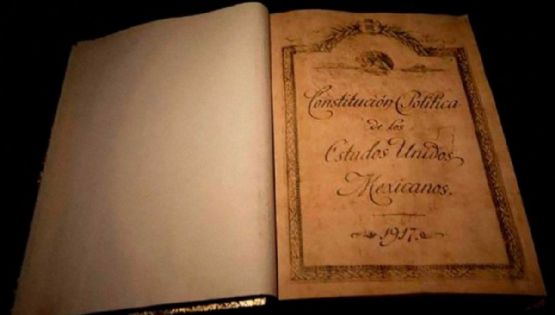 Constitución Política
de los
Estados Unidos
Mexicanos.
1917.